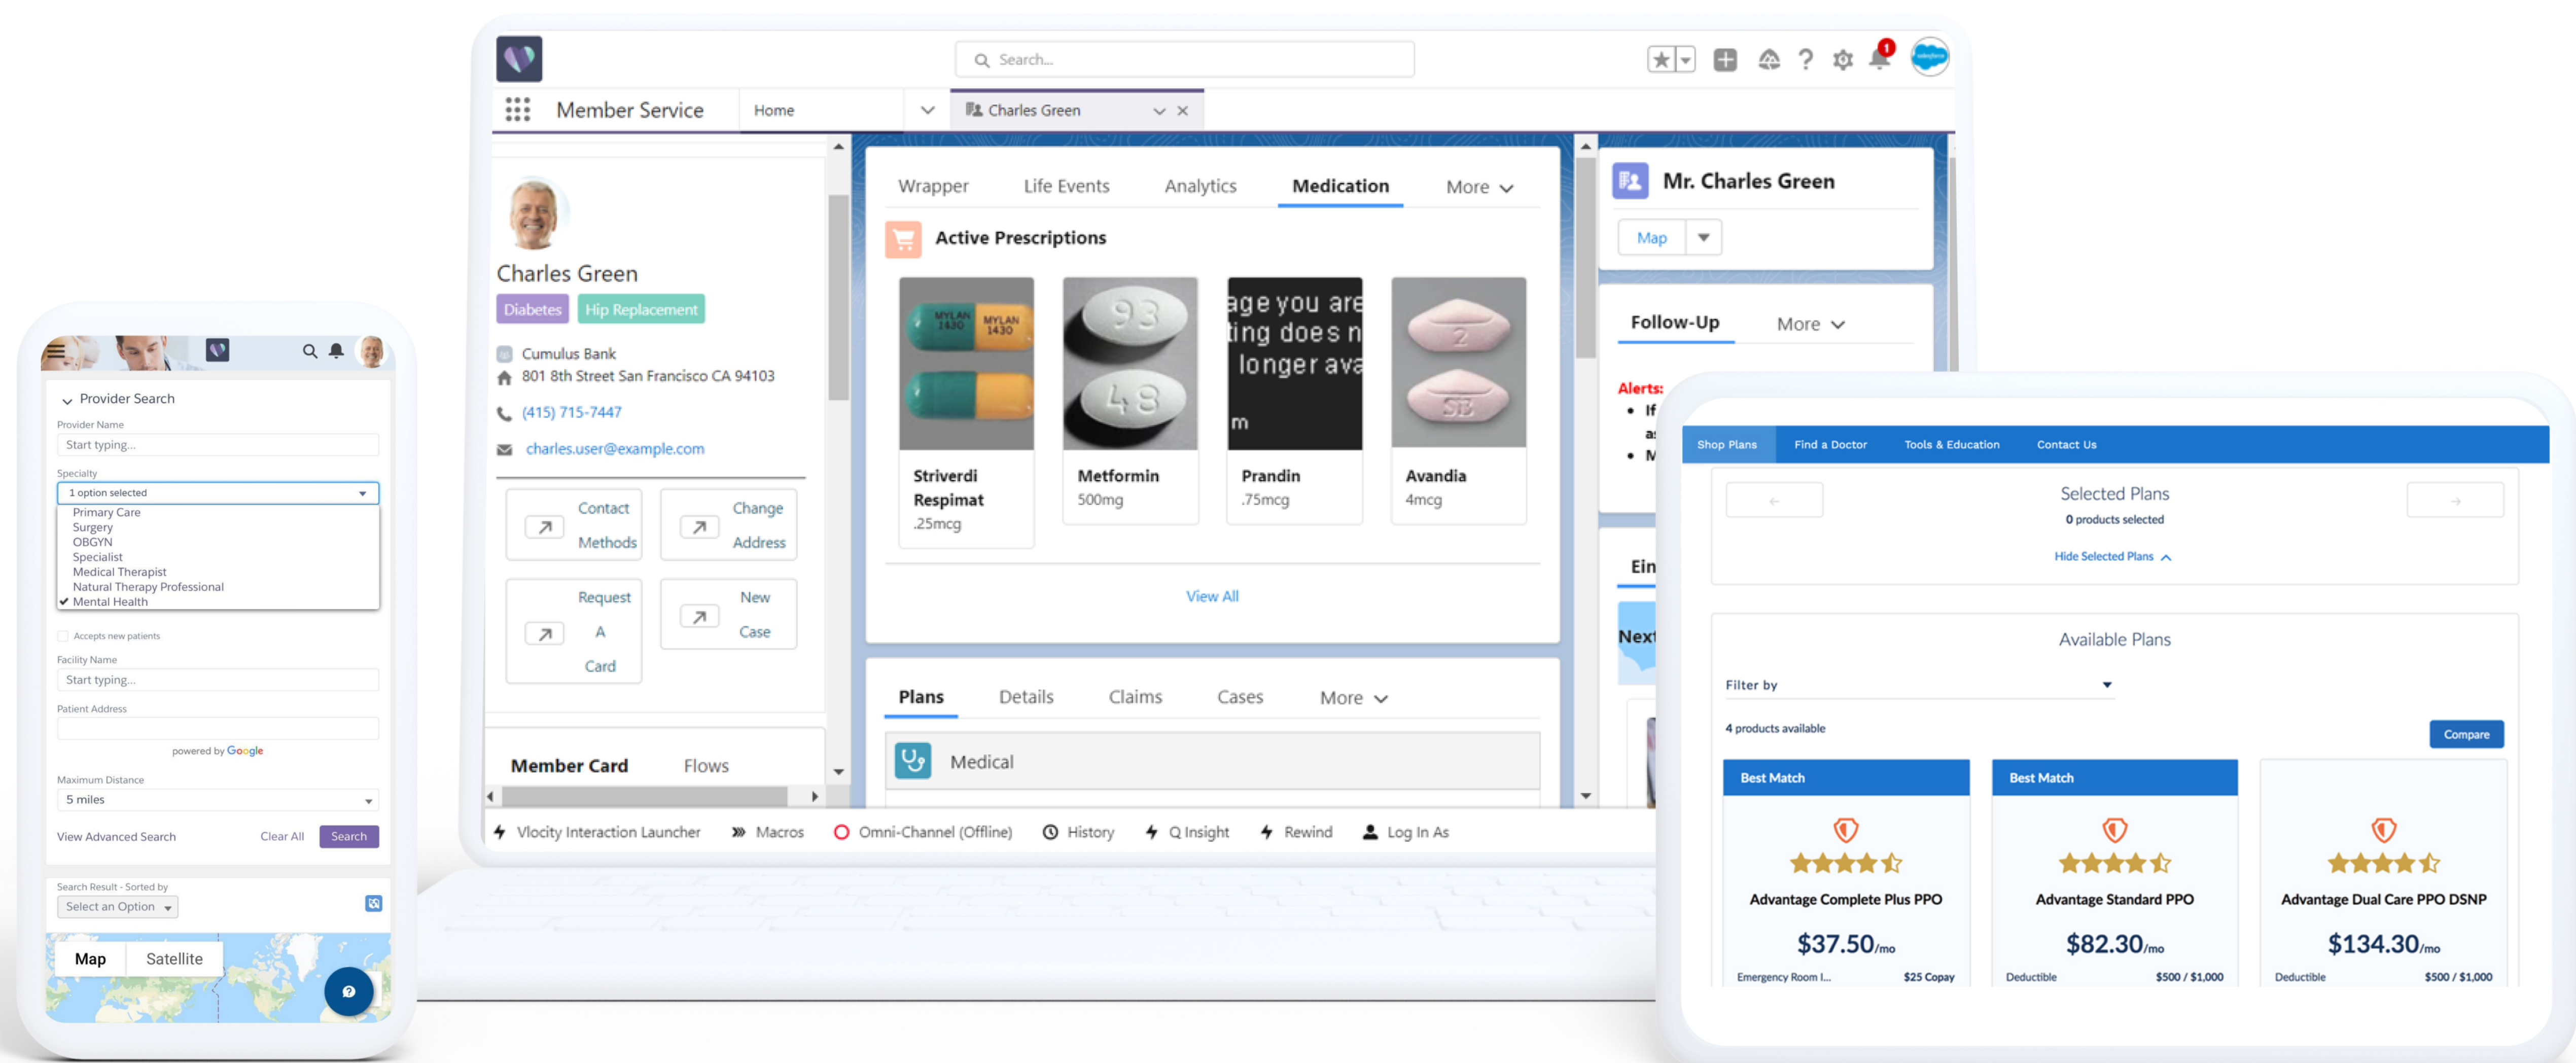 Provider Search
Provider Name
Start typing...
Specialty
1 option selected
Primary Care
Surgery
OBGYN
Specialist
Medical Therapist
Natural Therapy Professional
Mental Health
Accepts new patients
Facility Name
Start typing...
Patient Address
powered by Google
Maximum Distance
5 miles
View Advanced Search Clear All Search
Search Result - Sorted by
Select an Option
Map Satellite
Search...
1
salesforce
Member Service Home Charles Green
Charles Green
Diabetes Hip Replacement
Cumulus Bank
801 8th Street San Francisco CA 94103
(415) 715-7447
charles.user@example.com
Contact
Methods
Change
Address
Request
A
Card
New
Case
Member Card Flows
Wrapper Life Events Analytics Medication More
Active Prescriptions
MYLAN
1430
MYLAN
1430
93
48
age you are
ting does n
longer ava
m
2
SB
Striverdi
Respimat
.25mcg
Metformin
500mg
Prandin
.75mcg
Avandia
4mcg
View All
Plans Details Claims Cases More
Medical
Mr. Charles Green
Map
Follow-Up More
Alerts:
If
Ein
Next
Vlocity Interaction Launcher Macros Omni-Channel (Offline) History Q Insight Rewind Log In As
Shop Plans Find a Doctor Tools & Education Contact Us
Selected Plans
0 products selected
Hide Selected Plans
Available Plans
Filter by
4 products available
Compare
Best Match
Advantage Complete Plus PPO
$37.50/mo
Emergency Room I... $25 Copay
Best Match
Advantage Standard PPO
$82.30/mo
Deductible $500 / $1,000
Advantage Dual Care PPO DSNP
$134.30/mo
Deductible $500 / $1,000